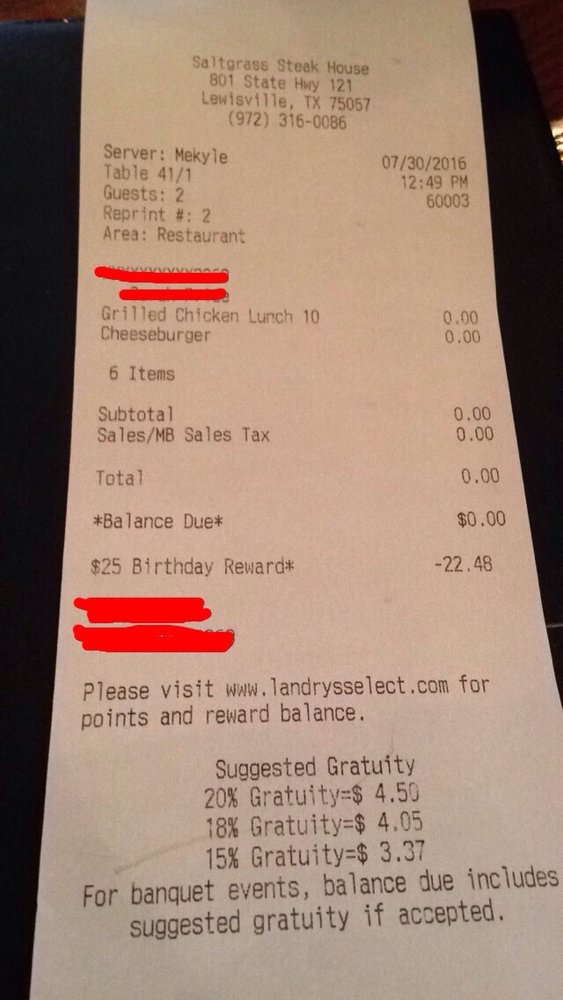 Saltgrass Steak House
801 State Hwy 121
Lewisville, TX 75067
(972) 316-0086
Server: Mekyle 07/30/2016
Table 41/1 12:49 PM
Guests: 2 60003
Reprint #: 2
Area: Restaurant
Grilled Chicken Lunch 10 0.00
Cheeseburger 0.00
6 Items
Subtotal 0.00
Sales/MB Sales Tax 0.00
Total 0.00
*Balance Due* $0.00
$25 Birthday Reward* -22.48
Please visit www.landrysselect.com for
points and reward balance.
Suggested Gratuity
20% Gratuity=$ 4.50
18% Gratuity=$ 4.05
15% Gratuity=$ 3.37
For banquet events, balance due includes
suggested gratuity if accepted.